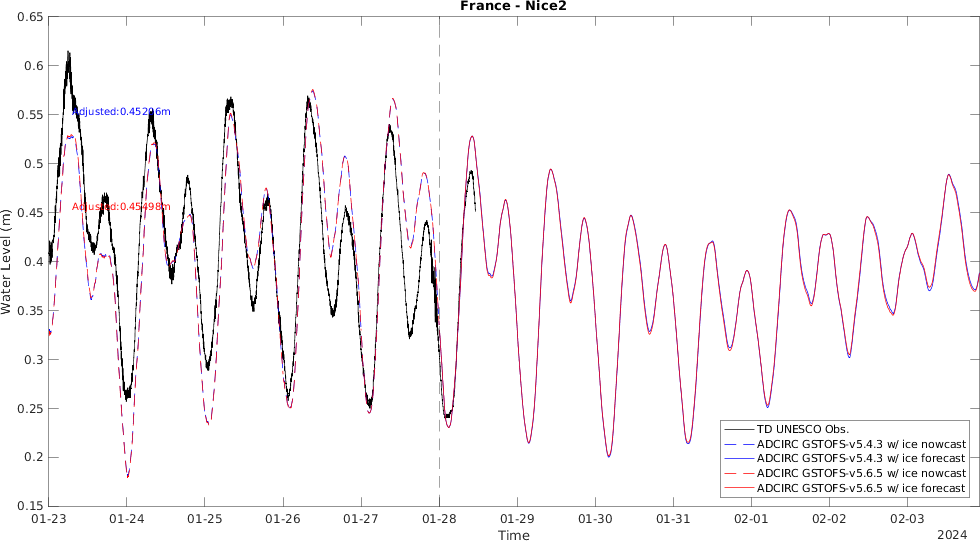 France - Nice2
0.65
0.6
0.55
0.5
0.45
0.4
0.35
0.3
0.25
0.2
0.15
Water Level (m)
Adjusted:0.45296m
Adjusted:0.45498m
TD UNESCO Obs.
ADCIRC GSTOFS-v5.4.3 w/ ice nowcast
ADCIRC GSTOFS-v5.4.3 w/ ice forecast
ADCIRC GSTOFS-v5.6.5 w/ ice nowcast
ADCIRC GSTOFS-v5.6.5 w/ ice forecast
01-23 01-24 01-25 01-26 01-27 01-28 01-29 01-30 01-31 02-01 02-02 02-03
Time
2024